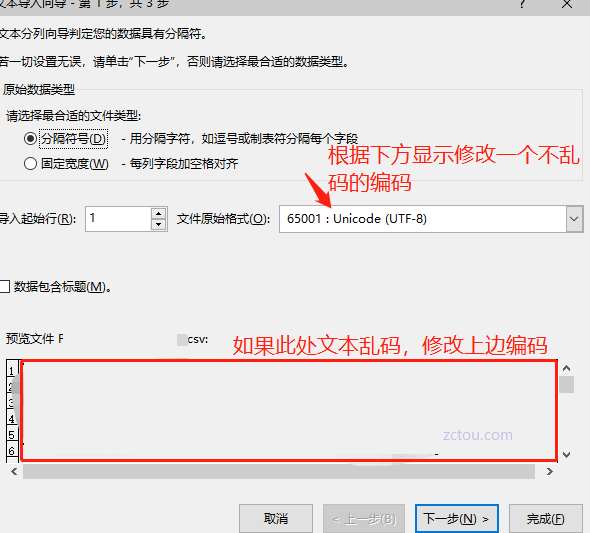 文本导入向导 - 第 1 步，共 3 步
?
文本分列向导判定您的数据具有分隔符。
若一切设置无误，请单击“下一步”，否则请选择最合适的数据类型。
原始数据类型
请选择最合适的文件类型:
分隔符号(D) - 用分隔字符，如逗号或制表符分隔每个字段
固定宽度(W) - 每列字段加空格对齐
根据下方显示修改一个不乱
码的编码
导入起始行(R): 1 文件原始格式(O): 65001 : Unicode (UTF-8)
数据包含标题(M)。
预览文件 F csv:
如果此处文本乱码，修改上边编码
1
2
3
4
5
6
zctou.com
取消 < 上一步(B) 下一步(N) > 完成(F)